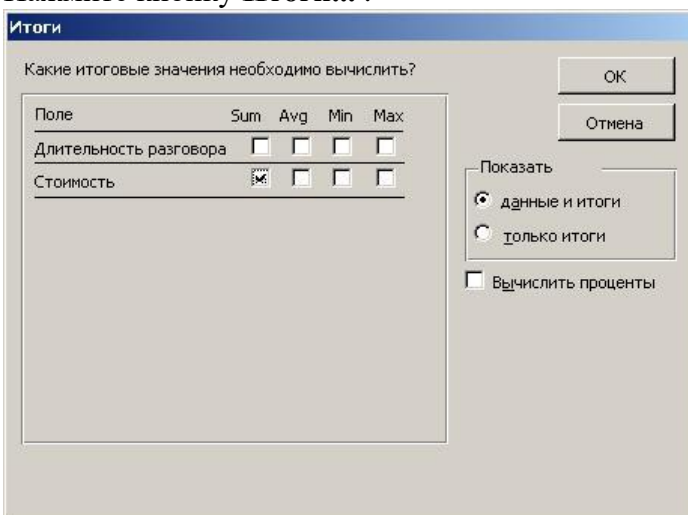 Итоги
Какие итоговые значения необходимо вычислить?
ОК
Отмена
Поле Sum Avg Min Max
Длительность разговора
Стоимость
Показать
данные и итоги
только итоги
Вычислить проценты